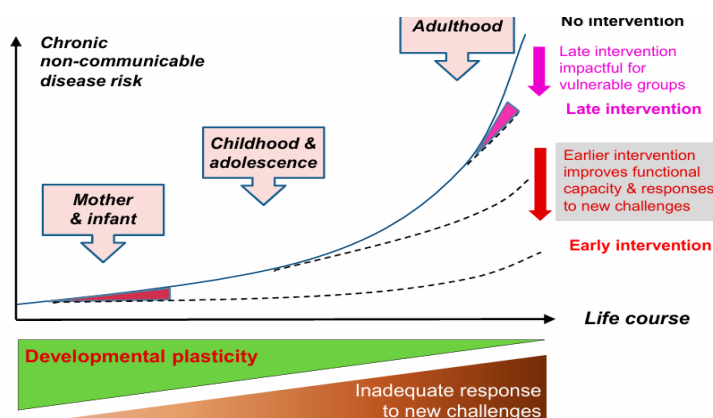 No intervention
Adulthood
Chronic
non-communicable
disease risk
Late intervention
impactful for
vulnerable groups
Late intervention
Childhood &
adolescence
Earlier intervention
improves functional
capacity & responses
to new challenges
Mother
& infant
Early intervention
Life course
Developmental plasticity
Inadequate response
to new challenges